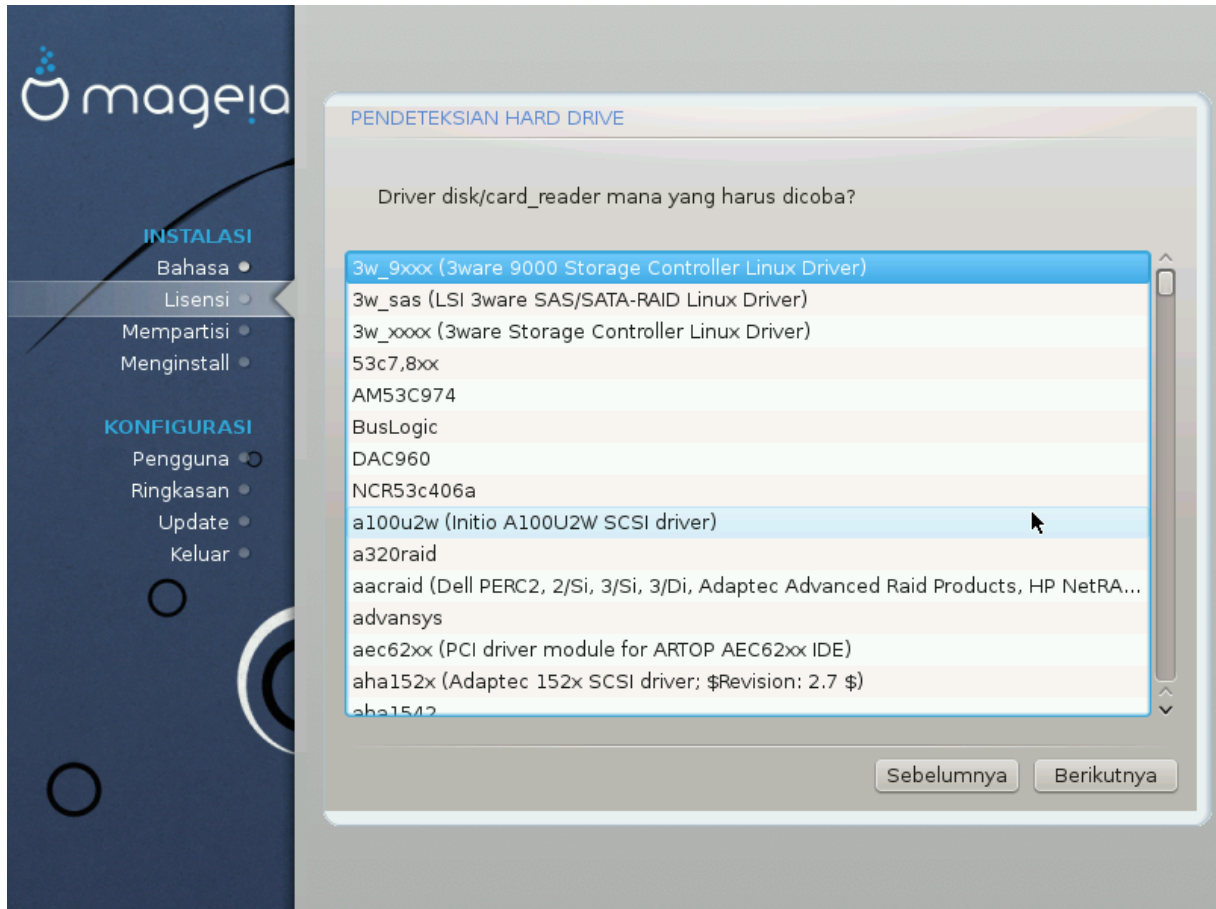 mageia
INSTALASI
Bahasa
Lisensi
Mempartisi
Menginstall
KONFIGURASI
Pengguna
Ringkasan
Update
Keluar
PENDETEKSIAN HARD DRIVE
Driver disk/card_reader mana yang harus dicoba?
3w_9xxx (3ware 9000 Storage Controller Linux Driver)
3w_sas (LSI 3ware SAS/SATA-RAID Linux Driver)
3w_xxxx (3ware Storage Controller Linux Driver)
53c7,8xx
AM53C974
BusLogic
DAC960
NCR53c406a
a100u2w (Initio A100U2W SCSI driver)
a320raid
aacraid (Dell PERC2, 2/Si, 3/Si, 3/Di, Adaptec Advanced Raid Products, HP NetRA...
advansys
aec62xx (PCI driver module for ARTOP AEC62xx IDE)
aha152x (Adaptec 152x SCSI driver; $Revision: 2.7 $)
aha1542
Sebelumnya
Berikutnya